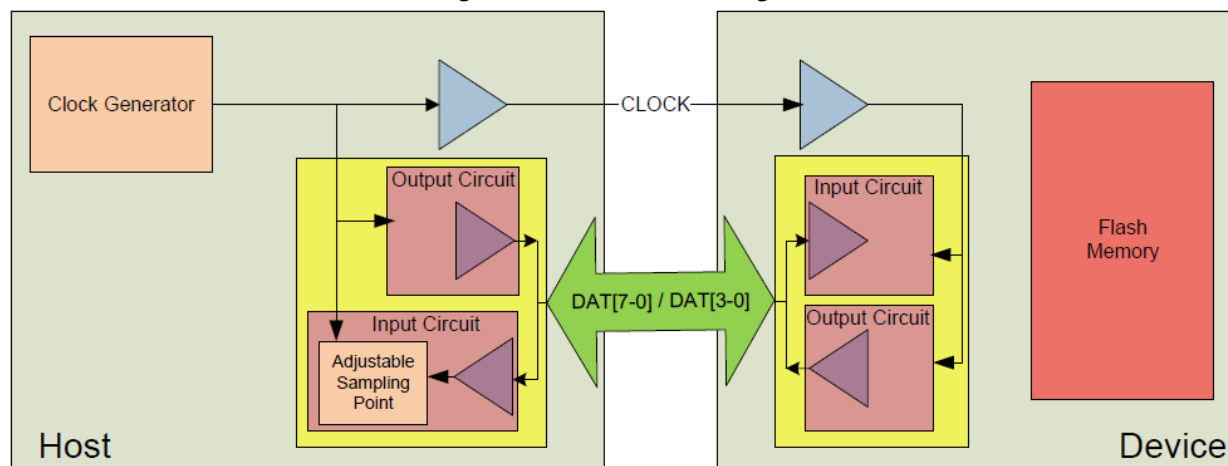 Clock Generator
CLOCK
Output Circuit
Input Circuit
Adjustable
Sampling
Point
DAT[7-0] / DAT[3-0]
Input Circuit
Output Circuit
Flash
Memory
Host
Device